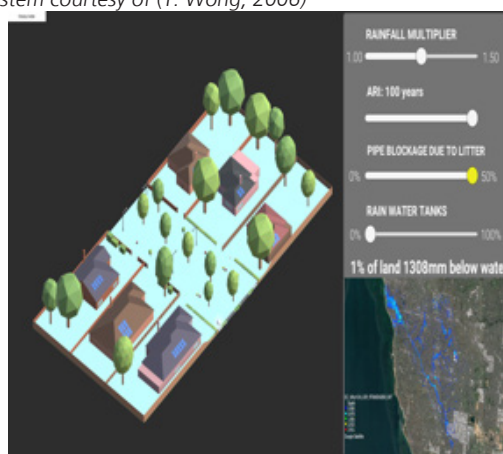 stem courtesy of (T. Wong, 2006)
RAINFALL MULTIPLIER
1.00 1.50
ARI: 100 years
PIPE BLOCKAGE DUE TO LITTER
0% 50%
RAIN WATER TANKS
0% 100%
1% of land 1308mm below wate